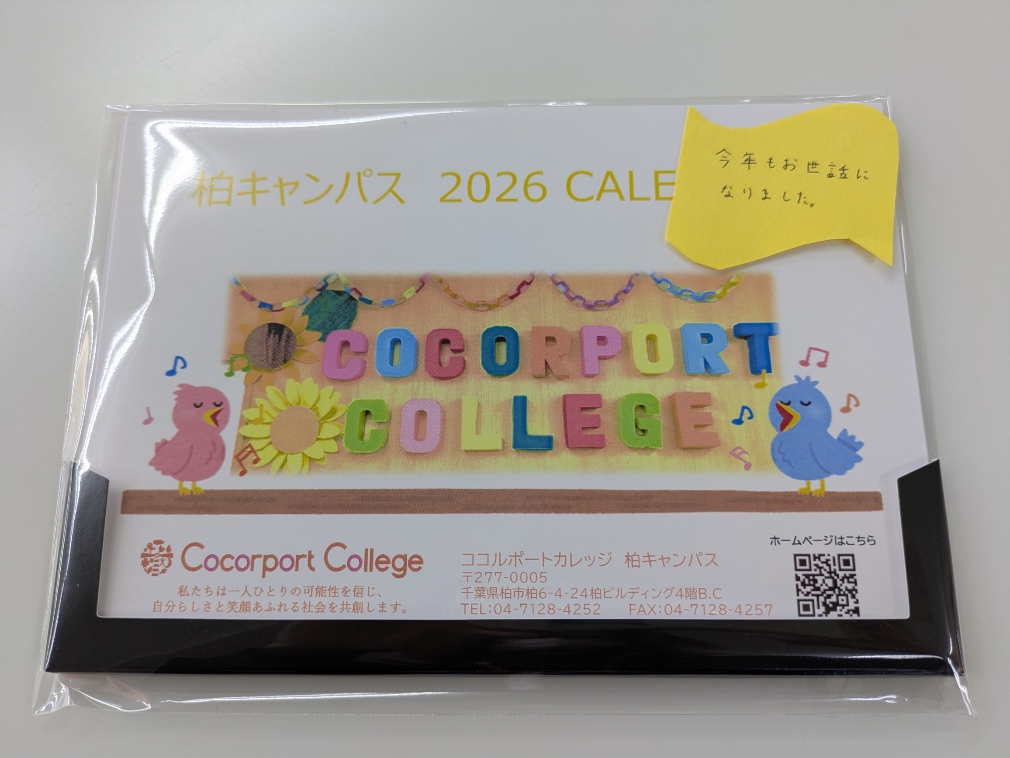 柏キャンパス 2026 CALE
今年もお世話に
なりました。
COCORPORT
COLLEGE
Cocorport College
私たちは一人ひとりの可能性を信じ、
自分らしさと笑顔あふれる社会を共創します。
ココルポートカレッジ 柏キャンパス
〒277-0005
千葉県柏市柏6-4-24柏ビルディング4階B.C
TEL:04-7128-4252 FAX:04-7128-4257
ホームページはこちら